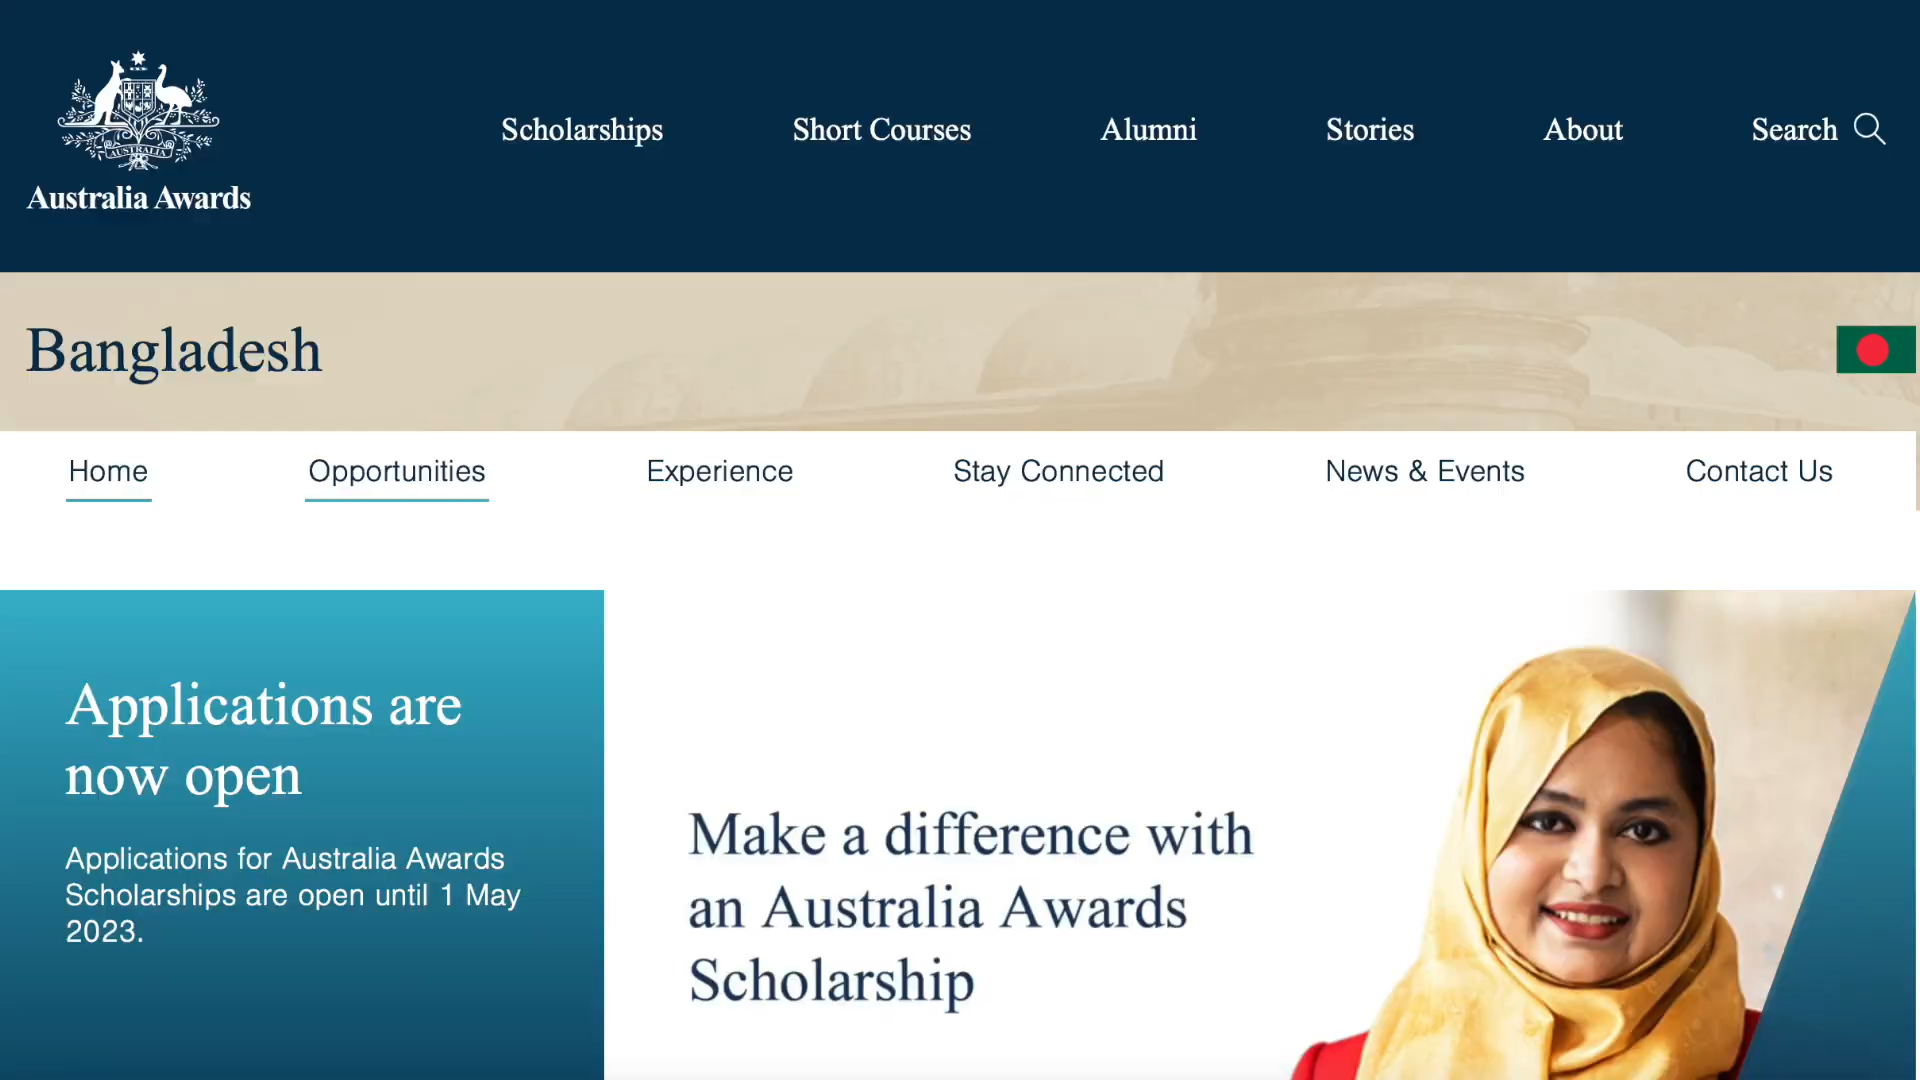 AUSTRALIA
Australia Awards
Scholarships
Short Courses
Alumni
Stories
About
Search
Bangladesh
Home
Opportunities
Experience
Stay Connected
News & Events
Contact Us
Applications are
now open
Applications for Australia Awards
Scholarships are open until 1 May
2023.
Make a difference with
an Australia Awards
Scholarship